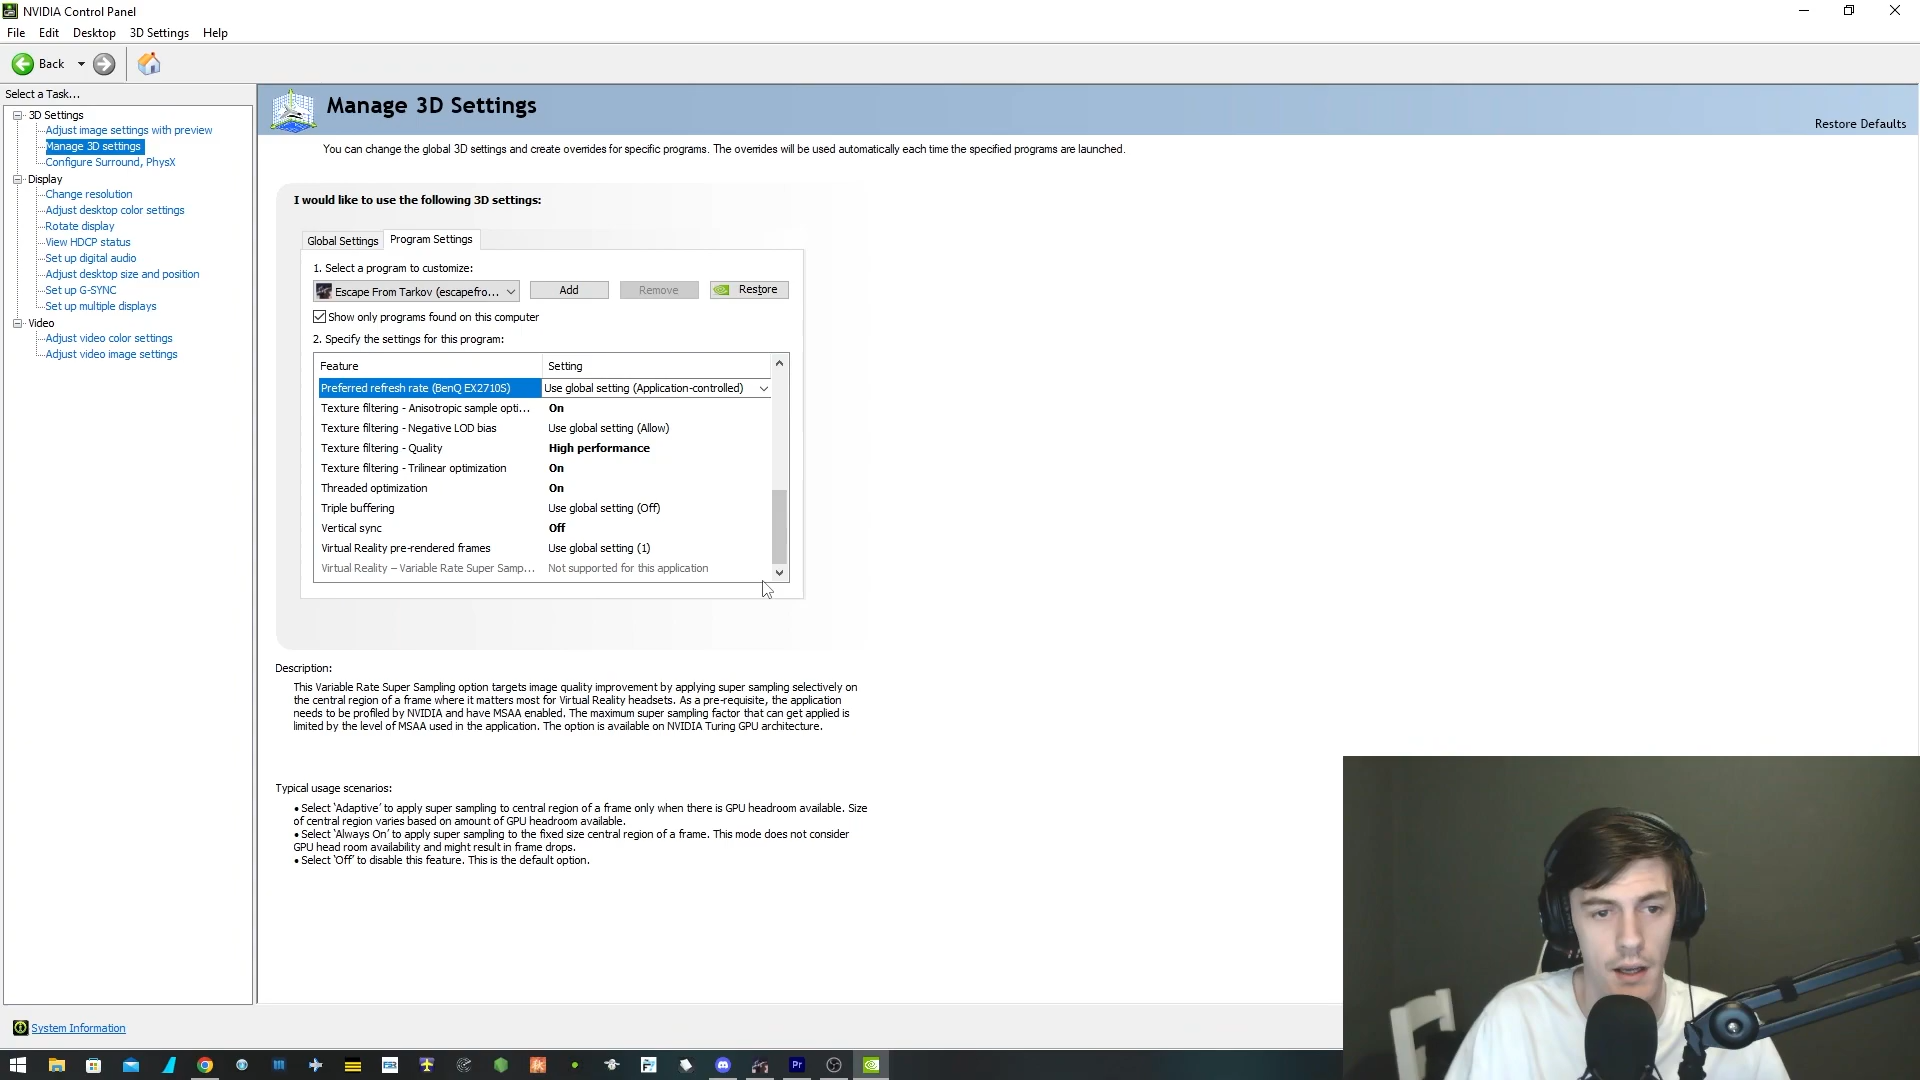 NVIDIA Control Panel
File Edit Desktop 3D Settings Help
Back
Select a Task...
3D Settings
Adjust image settings with preview
Manage 3D settings
Configure Surround, PhysX
Display
Change resolution
Adjust desktop color settings
Rotate display
View HDCP status
Set up digital audio
Adjust desktop size and position
Set up G-SYNC
Set up multiple displays
Video
Adjust video color settings
Adjust video image settings
System Information
Manage 3D Settings
Restore Defaults
You can change the global 3D settings and create overrides for specific programs. The overrides will be used automatically each time the specified programs are launched.
I would like to use the following 3D settings:
Global Settings Program Settings
1. Select a program to customize:
Escape From Tarkov (escapefro... Add Remove Restore
Show only programs found on this computer
2. Specify the settings for this program:
Feature Setting
Preferred refresh rate (BenQ EX2710S) Use global setting (Application-controlled)
Texture filtering - Anisotropic sample opti... On
Texture filtering - Negative LOD bias Use global setting (Allow)
Texture filtering - Quality High performance
Texture filtering - Trilinear optimization On
Threaded optimization On
Triple buffering Use global setting (Off)
Vertical sync Off
Virtual Reality pre-rendered frames Use global setting (1)
Virtual Reality – Variable Rate Super Samp... Not supported for this application
Description:
This Variable Rate Super Sampling option targets image quality improvement by applying super sampling selectively on
the central region of a frame where it matters most for Virtual Reality headsets. As a pre-requisite, the application
needs to be profiled by NVIDIA and have MSAA enabled. The maximum super sampling factor that can get applied is
limited by the level of MSAA used in the application. The option is available on NVIDIA Turing GPU architecture.
Typical usage scenarios:
• Select 'Adaptive' to apply super sampling to central region of a frame only when there is GPU headroom available. Size
of central region varies based on amount of GPU headroom available.
• Select 'Always On' to apply super sampling to the fixed size central region of a frame. This mode does not consider
GPU head room availability and might result in frame drops.
• Select 'Off' to disable this feature. This is the default option.
Pr